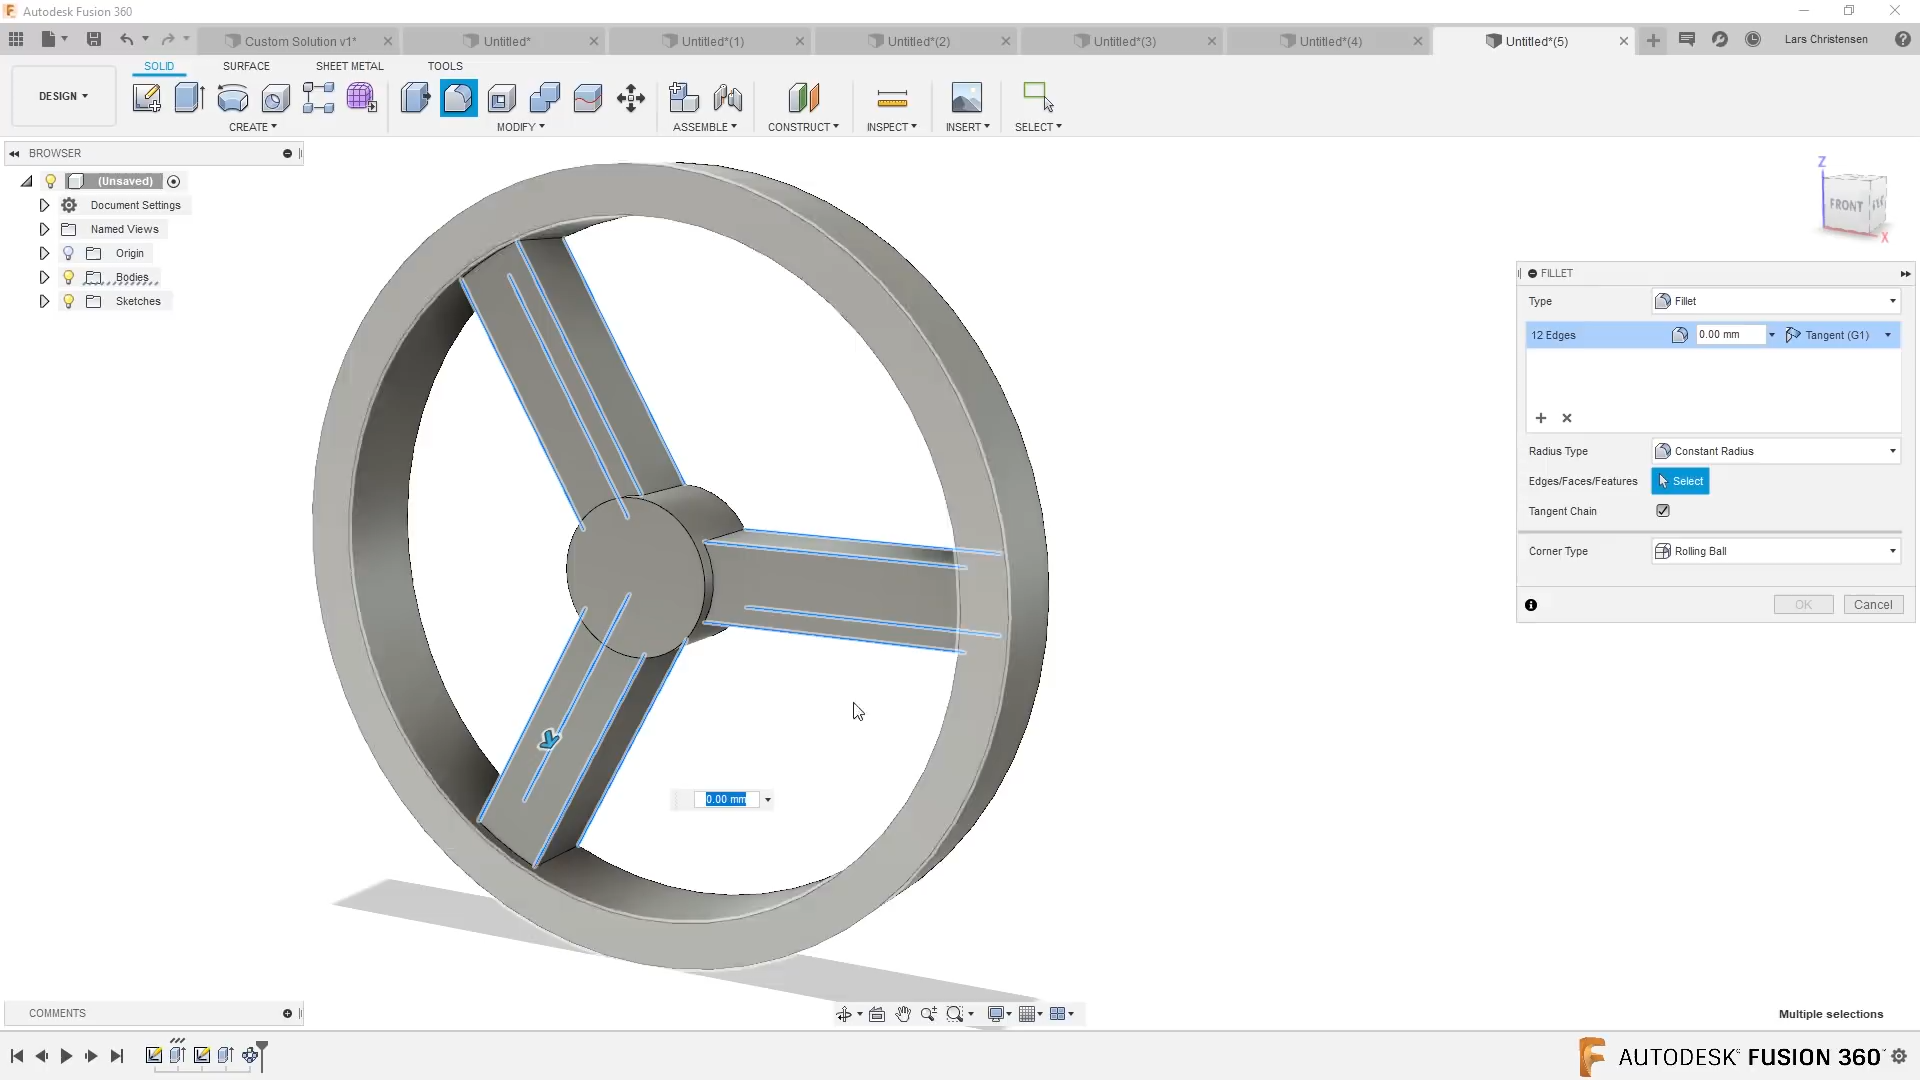 Autodesk Fusion 360
Custom Solution v1*
Untitled*
Untitled*(1)
Untitled*(2)
Untitled*(3)
Untitled*(4)
Untitled*(5)
Lars Christensen
SOLID SURFACE SHEET METAL TOOLS
DESIGN
CREATE MODIFY ASSEMBLE CONSTRUCT INSPECT INSERT SELECT
BROWSER
(Unsaved)
Document Settings
Named Views
Origin
Bodies
Sketches
Z
FRONT
X
FILLET
Type Fillet
12 Edges 0.00 mm Tangent (G1)
Radius Type Constant Radius
Edges/Faces/Features Select
Tangent Chain
Corner Type Rolling Ball
OK Cancel
0.00 mm
COMMENTS
Multiple selections
AUTODESK FUSION 360